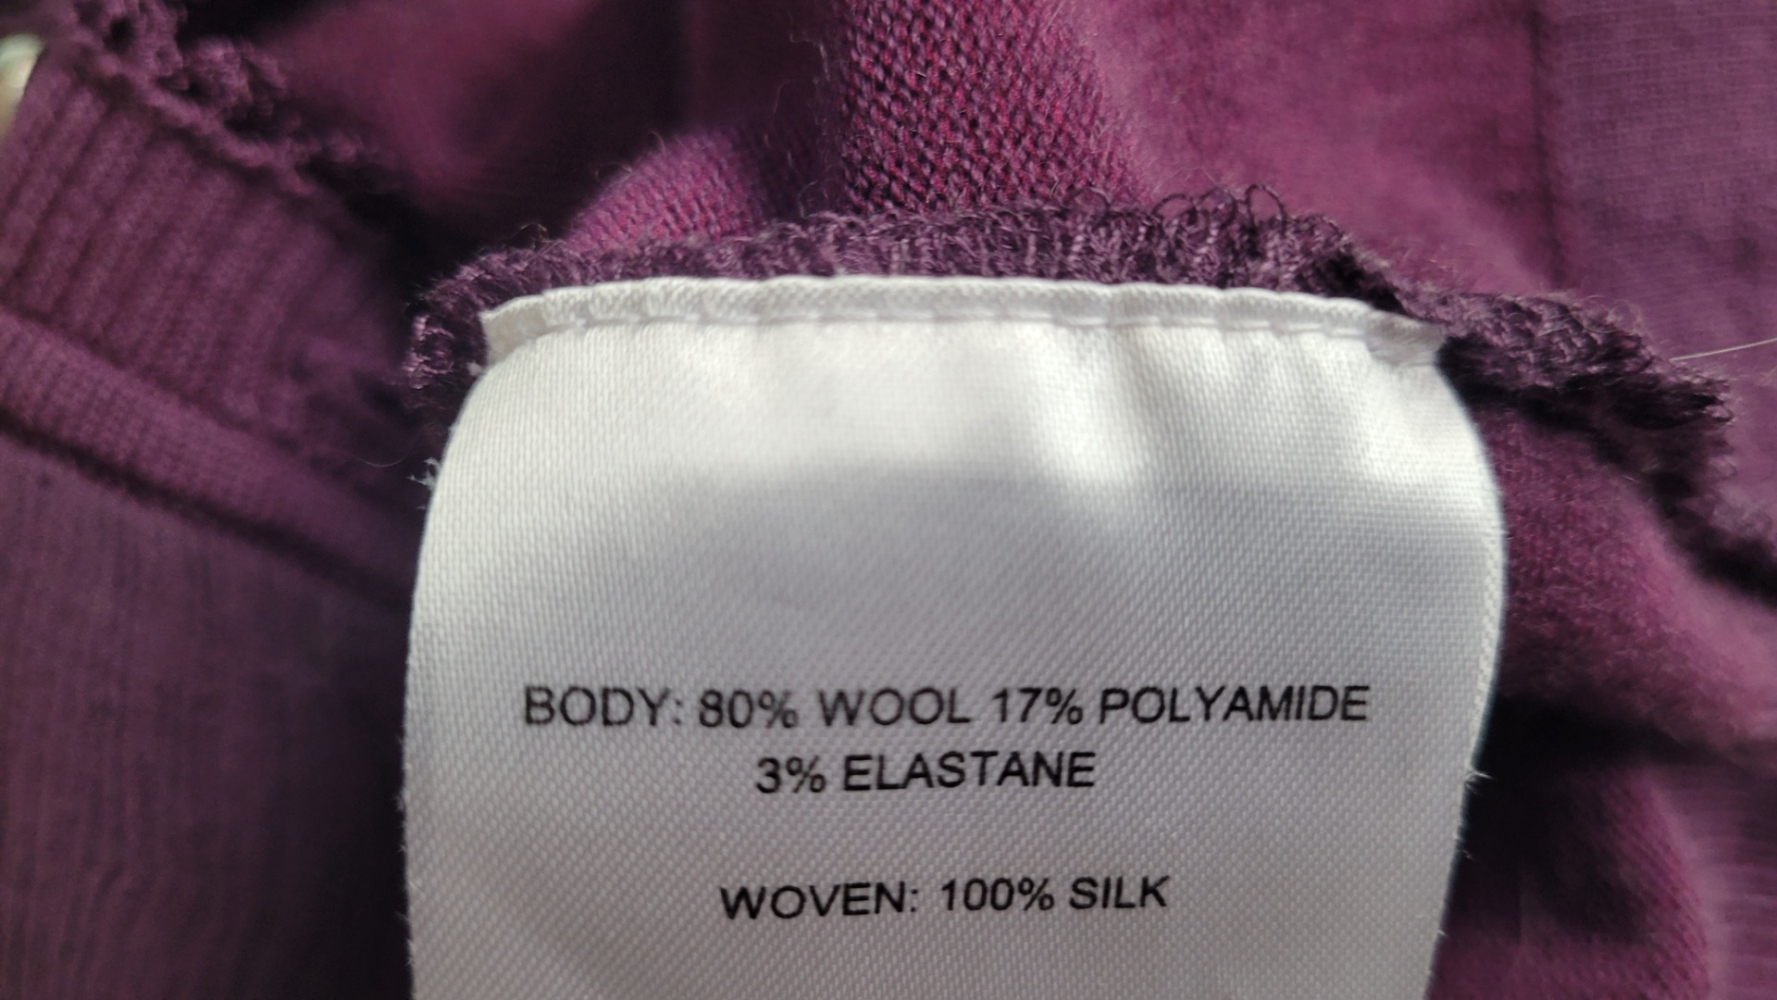 BODY: 80% WOOL 17% POLYAMIDE
3% ELASTANE
WOVEN: 100% SILK